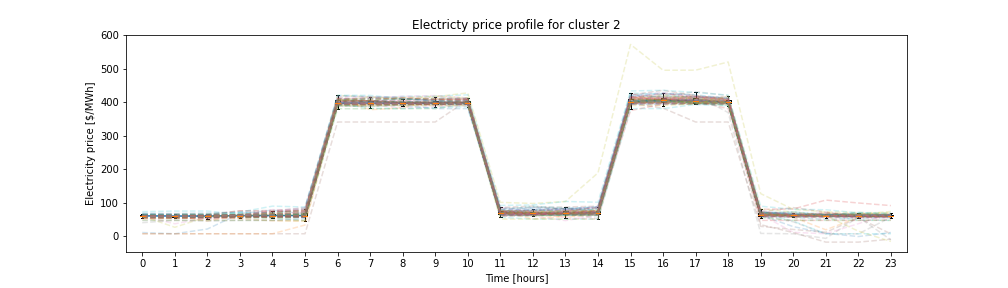 Electricty price profile for cluster 2
Electricity price [$/MWh]
600
500
400
300
200
100
0
0 1 2 3 4 5 6 7 8 9 10 11 12 13 14 15 16 17 18 19 20 21 22 23
Time [hours]